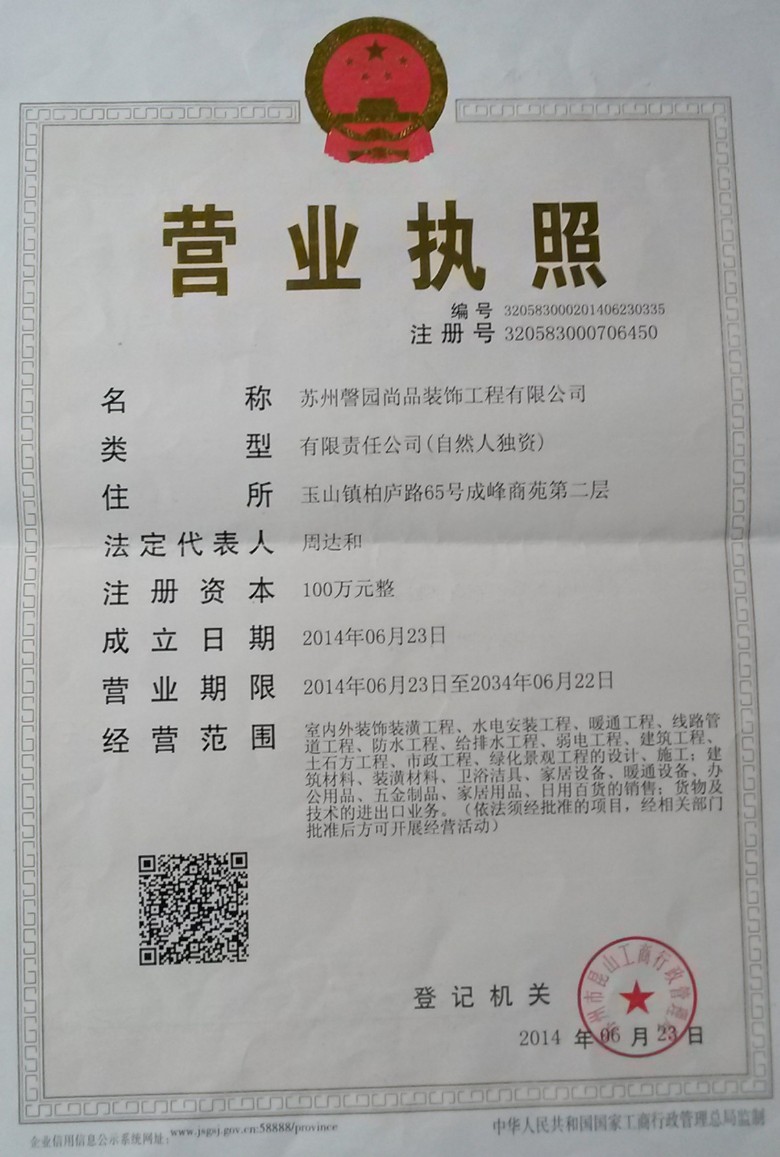 营业执照
编号 320583000201406230335
注册号 320583000706450
名称 苏州罄园尚品装饰工程有限公司
类型 有限责任公司(自然人独资)
住所 玉山镇柏庐路65号成峰商苑第二层
法定代表人 周达和
注册资本 100万元整
成立日期 2014年06月23日
营业期限 2014年06月23日至2034年06月22日
经营范围 室内外装饰装潢工程、水电安装工程、暖通工程、线路管
道工程、防水工程、给排水工程、弱电工程、建筑工程、
土石方工程、市政工程、绿化景观工程的设计、施工；建
筑材料、装潢材料、卫浴洁具、家居设备、暖通设备、办
公用品、五金制品、家居用品、日用百货的销售；货物及
技术的进出口业务。（依法须经批准的项目，经相关部门
批准后方可开展经营活动）
登记机关
州市昆山工商行政管理
2014 年 06 月 23 日
企业信用信息公示系统网址：www.jsgsj.gov.cn:58888/province
中华人民共和国国家工商行政管理总局监制